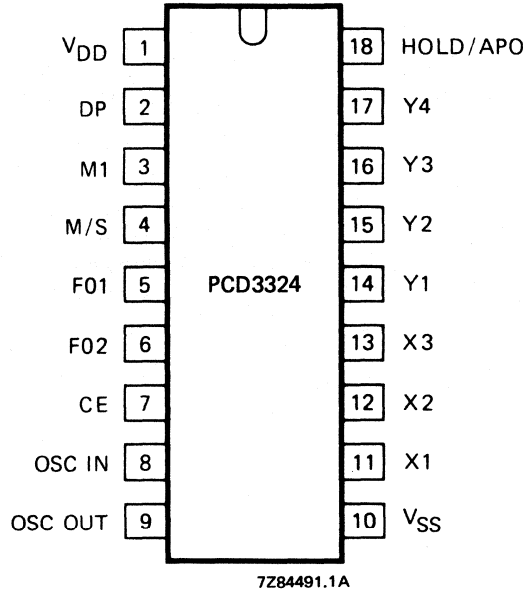 VDD 1 18 HOLD/APO
DP 2 17 Y4
M1 3 16 Y3
M/S 4 15 Y2
F01 5 PCD3324 14 Y1
F02 6 13 X3
CE 7 12 X2
OSC IN 8 11 X1
OSC OUT 9 10 VSS
7Z84491.1A